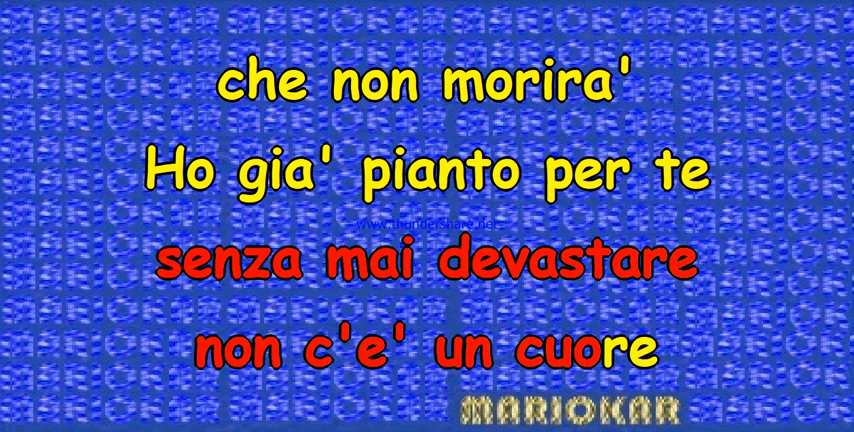 che non morira'
Ho gia' pianto per te
www.thundershare.net
senza mai devastare
non c'e' un cuore
MARIOKAR